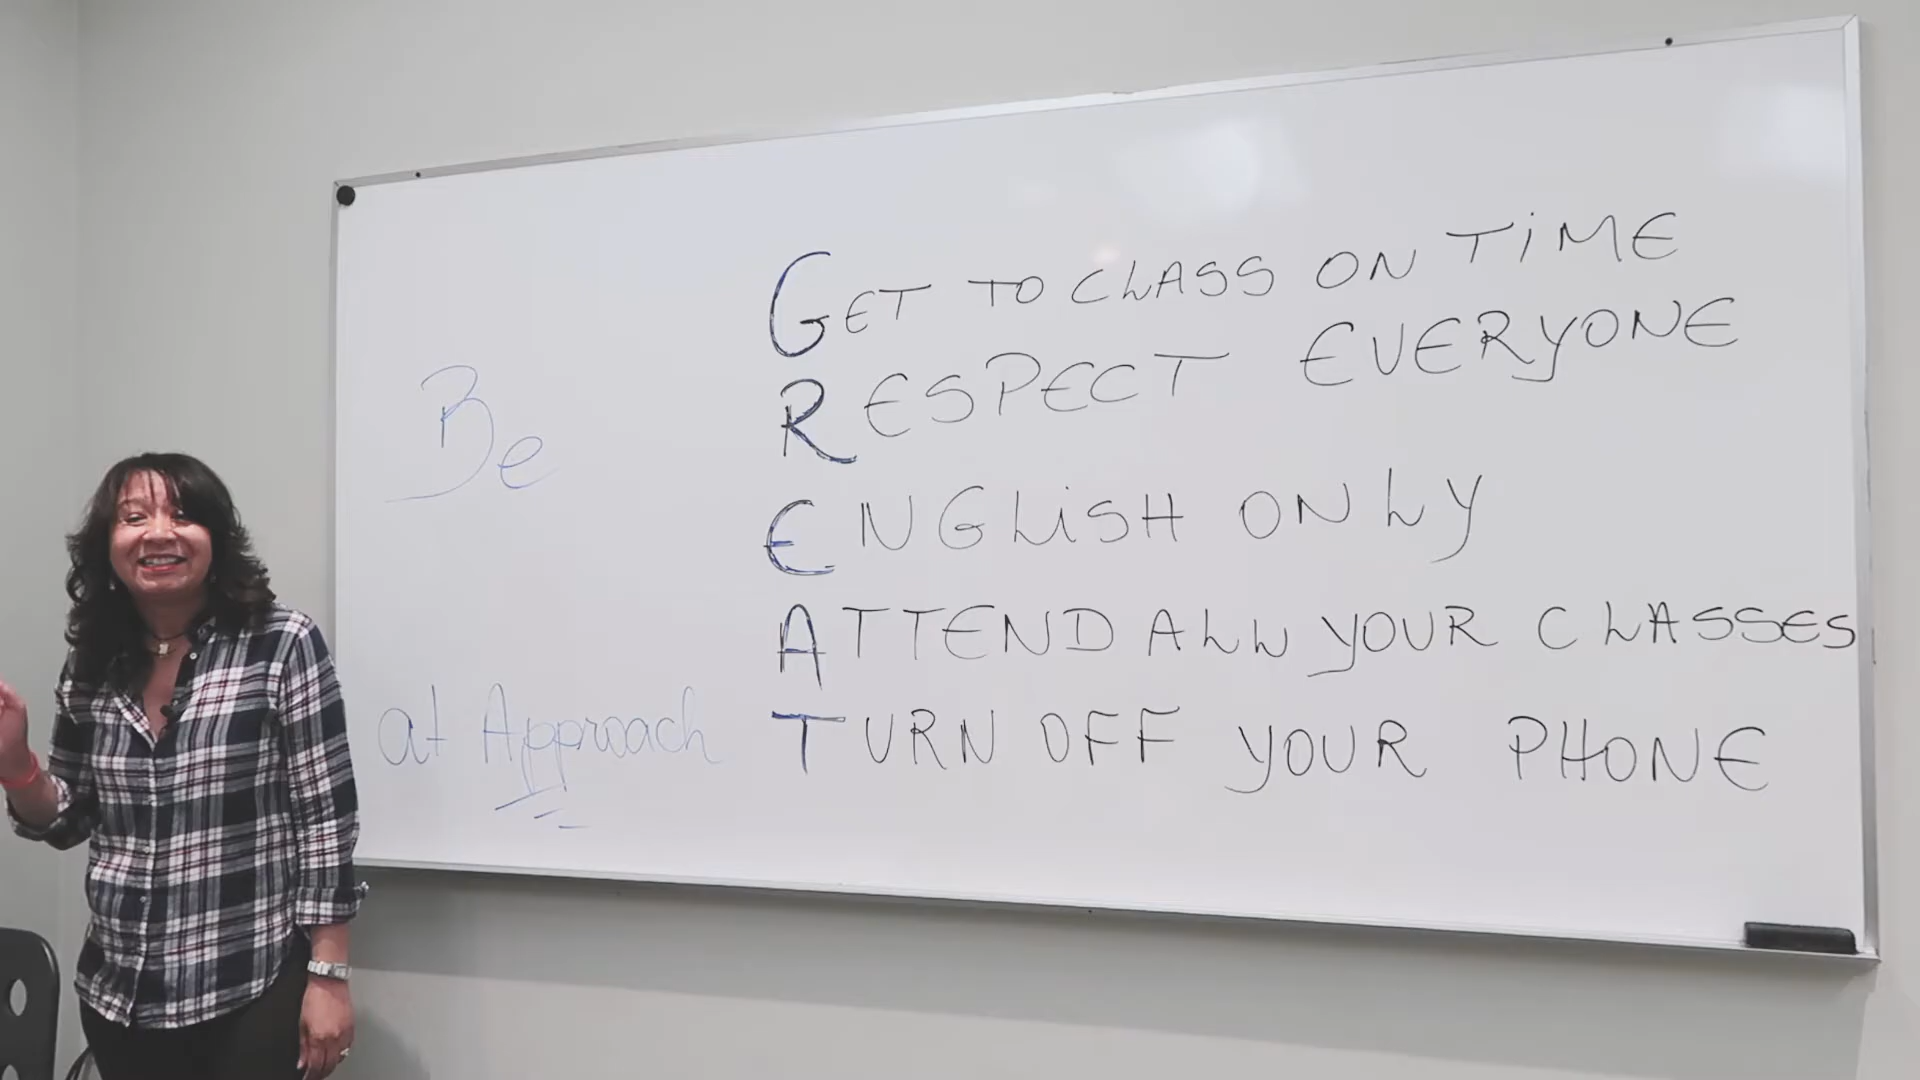 Be
GET TO CLASS ON TIME
RESPECT EVERYONE
ENGLISH ONLY
ATTEND ALL YOUR CLASSES
at Approach
TURN OFF YOUR PHONE